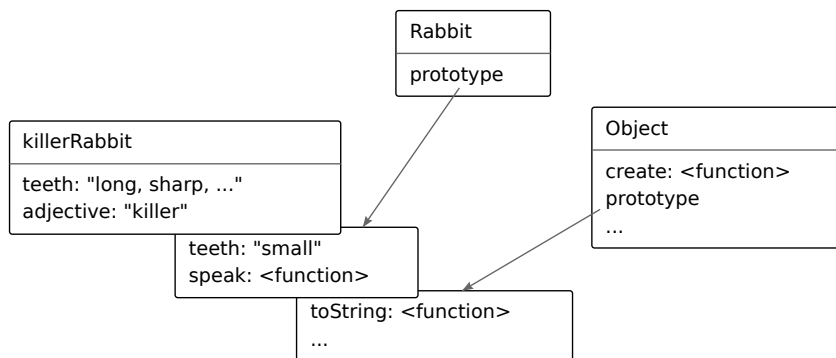 Rabbit
prototype
killerRabbit
teeth: "long, sharp, ..."
adjective: "killer"
Object
create: <function>
prototype
...
teeth: "small"
speak: <function>
toString: <function>
...